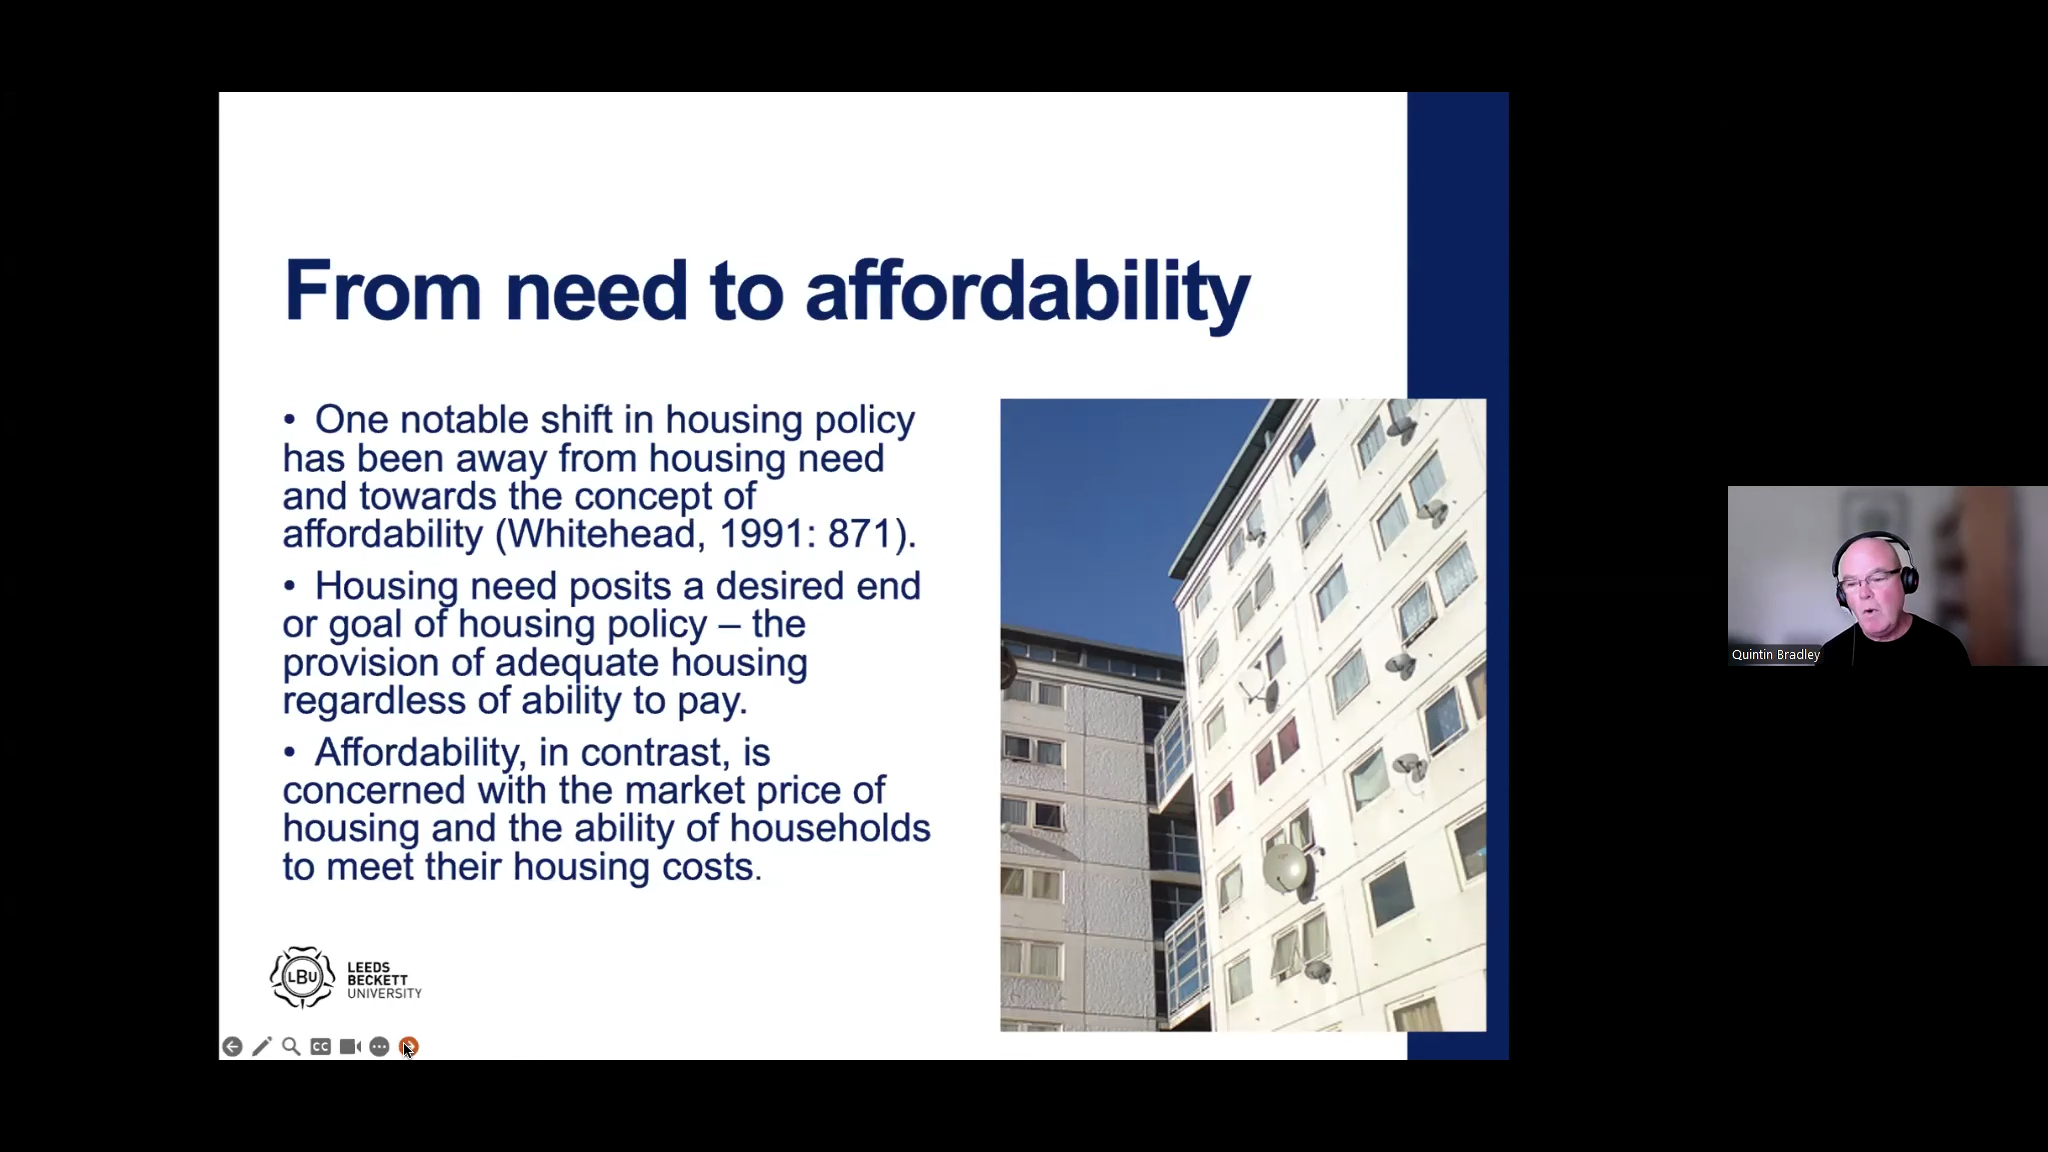 From need to affordability
• One notable shift in housing policy
has been away from housing need
and towards the concept of
affordability (Whitehead, 1991: 871).
• Housing need posits a desired end
or goal of housing policy – the
provision of adequate housing
regardless of ability to pay.
• Affordability, in contrast, is
concerned with the market price of
housing and the ability of households
to meet their housing costs.
LBU
LEEDS
BECKETT
UNIVERSITY
CC
Quintin Bradley